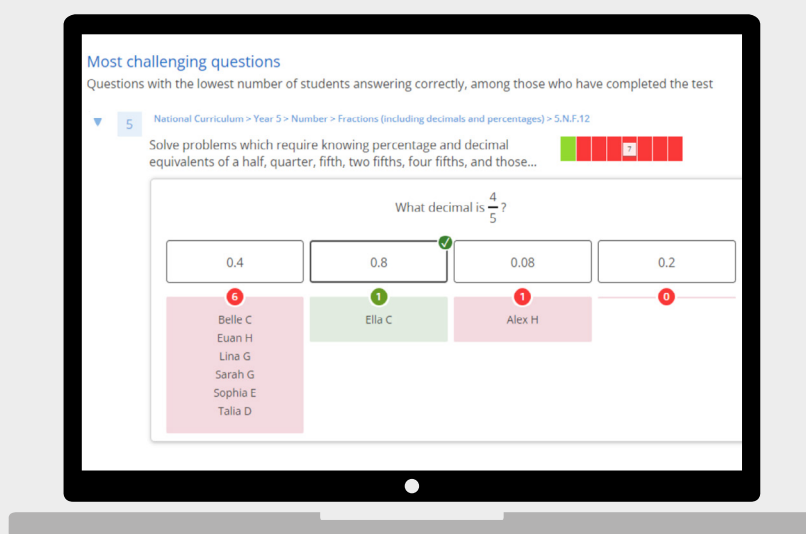 Most challenging questions
Questions with the lowest number of students answering correctly, among those who have completed the test
5
National Curriculum > Year 5 > Number > Fractions (including decimals and percentages) > 5.N.F.12
Solve problems which require knowing percentage and decimal
equivalents of a half, quarter, fifth, two fifths, four fifths, and those...
7
What decimal is 4/5 ?
0.4
0.8
0.08
0.2
6
1
1
0
Belle C
Euan H
Lina G
Sarah G
Sophia E
Talia D
Ella C
Alex H